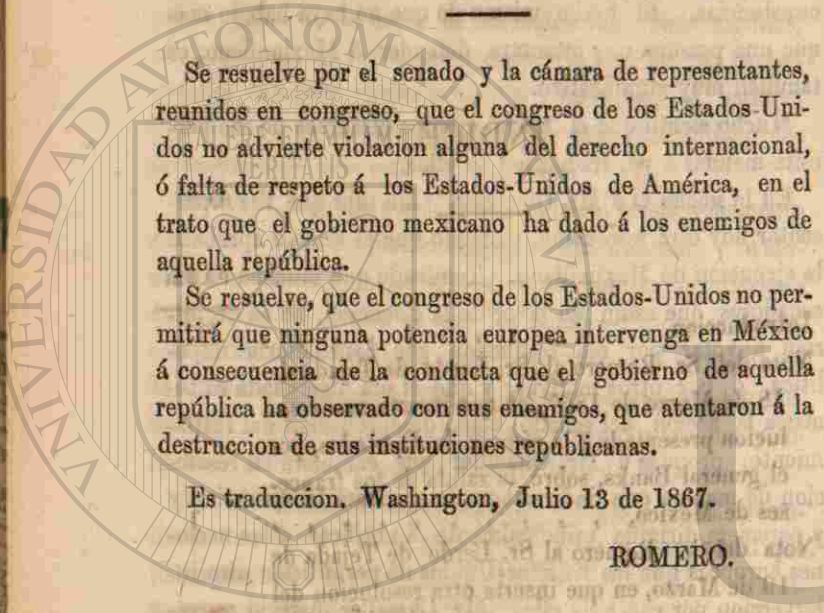 Se resuelve por el senado y la cámara de representantes,
reunidos en congreso, que el congreso de los Estados-Uni-
dos no advierte violacion alguna del derecho internacional,
ó falta de respeto á los Estados-Unidos de América, en el
trato que el gobierno mexicano ha dado á los enemigos de
aquella república.
Se resuelve, que el congreso de los Estados-Unidos no per-
mitirá que ninguna potencia europea intervenga en México
á consecuencia de la conducta que el gobierno de aquella
república ha observado con sus enemigos, que atentaron á la
destruccion de sus instituciones republicanas.
Es traduccion. Washington, Julio 13 de 1867.
ROMERO.
UNIVERSIDAD AUTONOM